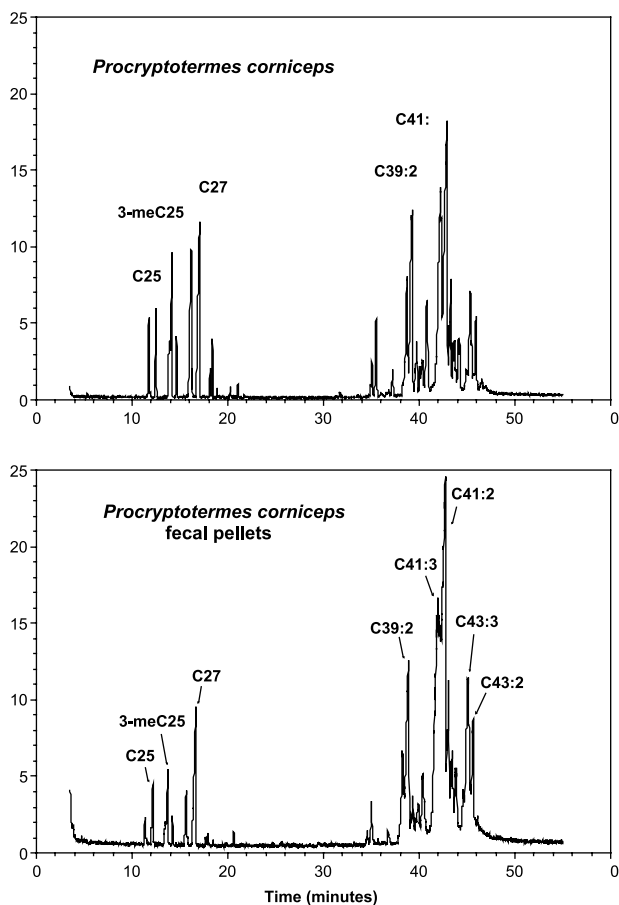 25
Procryptotermes corniceps
20
C41:
C39:2
15
C27
3-meC25
10
C25
5
0
0 10 20 30 40 50 0
25
Procryptotermes corniceps
fecal pellets
C41:2
20
C41:3
C39:2
C43:3
15
C43:2
C27
3-meC25
10
C25
5
0
0 10 20 30 40 50 0
Time (minutes)